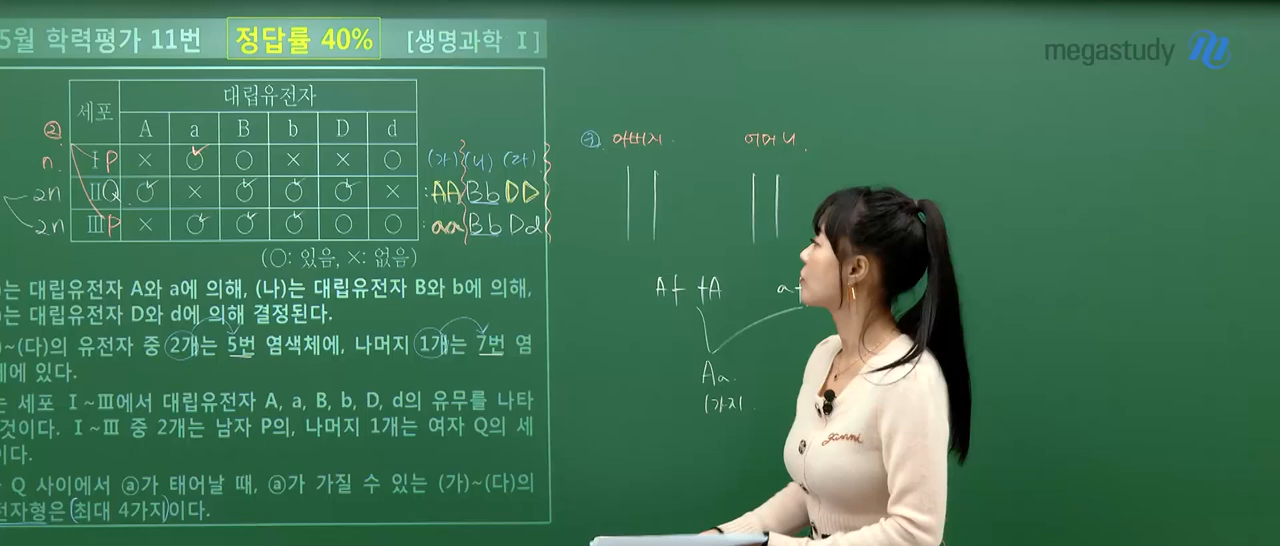 5월 학력평가 11번 정답률 40% [생명과학 Ⅰ]
megastudy
세포 대립유전자
A a B b D d
② n. Ⅰ P × ○ ○ × × ○ (가) (나) (다)
2n ⅡQ ○ × ○ ○ ○ × : AA Bb DD
2n Ⅲ P × ○ ○ ○ ○ ○ : aa Bb Dd
(○: 있음, ×: 없음)
는 대립유전자 A와 a에 의해, (나)는 대립유전자 B와 b에 의해,
는 대립유전자 D와 d에 의해 결정된다.
~(다)의 유전자 중 2개는 5번 염색체에, 나머지 1개는 7번 염
에 있다.
는 세포 Ⅰ~Ⅲ에서 대립유전자 A, a, B, b, D, d의 유무를 나타
것이다. Ⅰ~Ⅲ 중 2개는 남자 P의, 나머지 1개는 여자 Q의 세
이다.
Q 사이에서 ⓐ가 태어날 때, ⓐ가 가질 수 있는 (가)~(다)의
전자형은 최대 4가지이다.
아버지 어머니
A A a
Aa
1가지
gianni